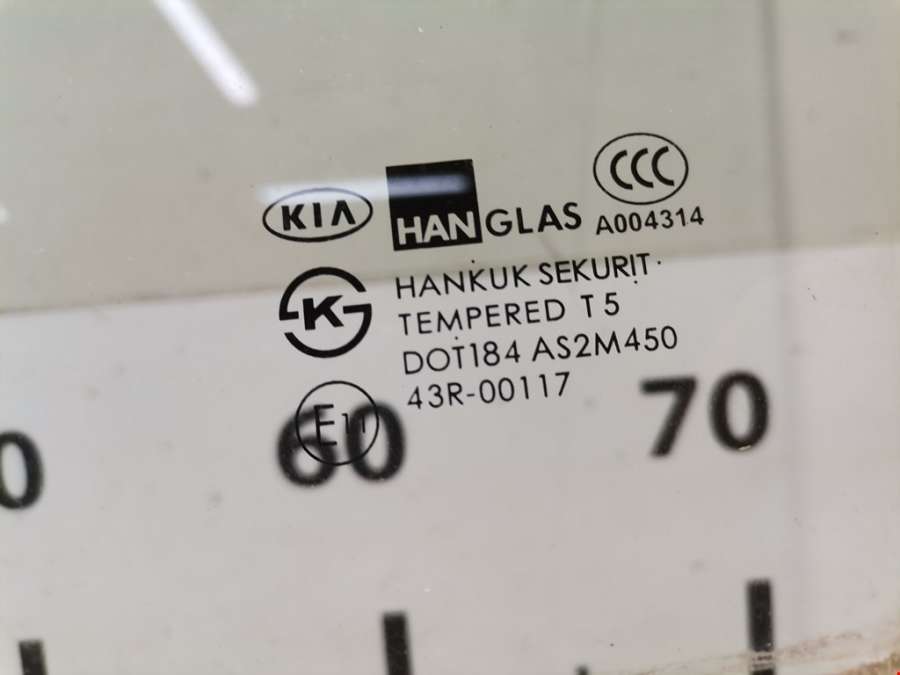 KIA HANGLAS CCC
A004314
K
HANKUK SEKURIT
TEMPERED T5
DOT184 AS2M450
43R-00117
E11
0 60 70